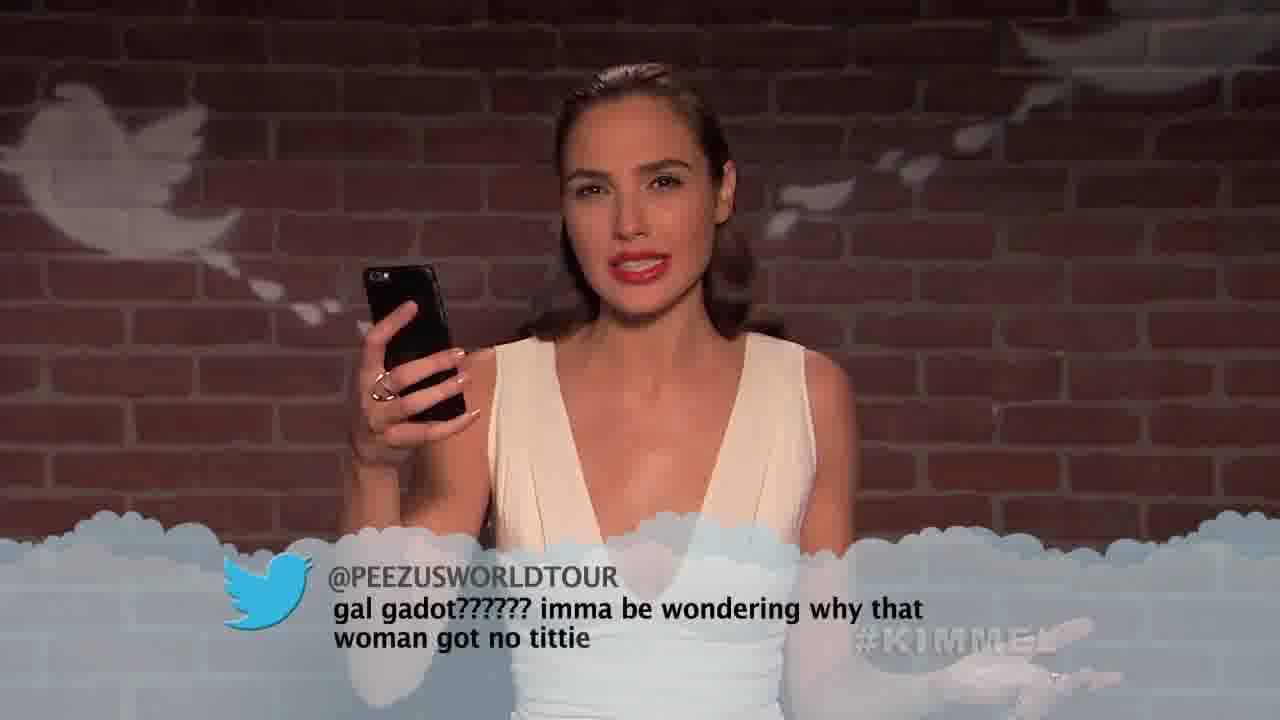 @PEEZUSWORLDTOUR
gal gadot?????? imma be wondering why that
woman got no tittie
#KIMMEL